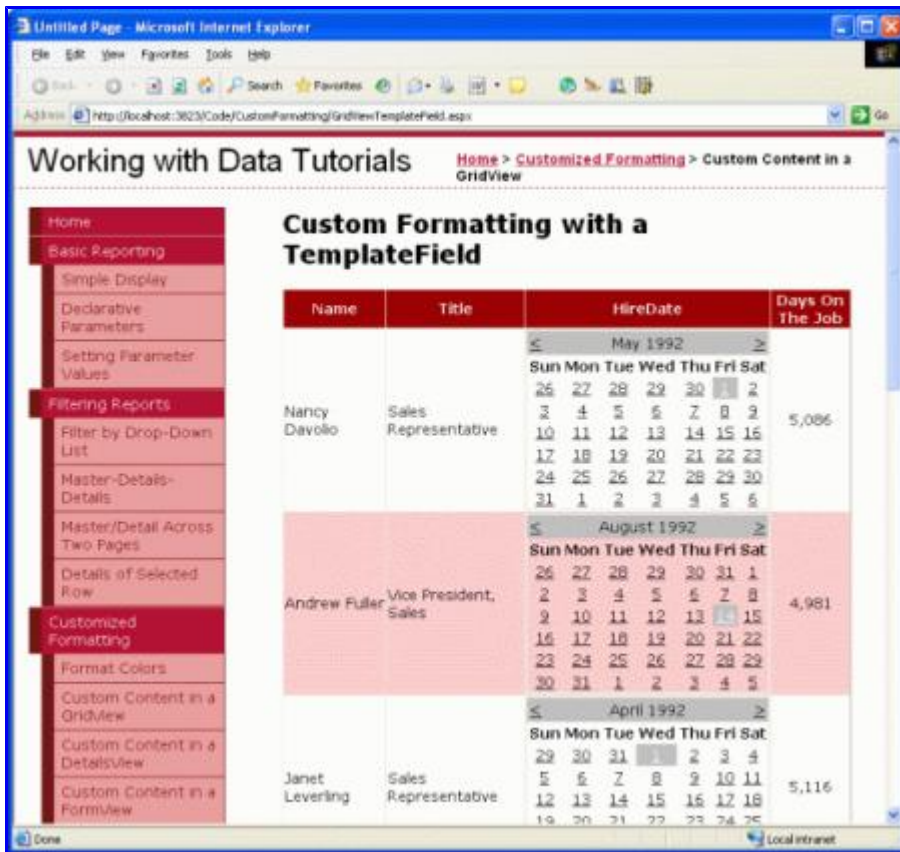 Untitled Page - Microsoft Internet Explorer
File Edit View Favorites Tools Help
Back Search Favorites
Address http://localhost:3823/Code/CustomFormatting/GridViewTemplateField.aspx Go
Working with Data Tutorials
Home > Customized Formatting > Custom Content in a
GridView
Home
Basic Reporting
Simple Display
Declarative
Parameters
Setting Parameter
Values
Filtering Reports
Filter by Drop-Down
List
Master-Details-
Details
Master/Detail Across
Two Pages
Details of Selected
Row
Customized
Formatting
Format Colors
Custom Content in a
GridView
Custom Content in a
DetailsView
Custom Content in a
FormView
Custom Formatting with a
TemplateField
Name Title HireDate Days On
The Job
Nancy
Davolio
Sales
Representative
< May 1992 >
Sun Mon Tue Wed Thu Fri Sat
26 27 28 29 30 1 2
3 4 5 6 7 8 9
10 11 12 13 14 15 16
17 18 19 20 21 22 23
24 25 26 27 28 29 30
31 1 2 3 4 5 6
5,086
Andrew Fuller
Vice President,
Sales
< August 1992 >
Sun Mon Tue Wed Thu Fri Sat
26 27 28 29 30 31 1
2 3 4 5 6 7 8
9 10 11 12 13 14 15
16 17 18 19 20 21 22
23 24 25 26 27 28 29
30 31 1 2 3 4 5
4,981
Janet
Leverling
Sales
Representative
< April 1992 >
Sun Mon Tue Wed Thu Fri Sat
29 30 31 1 2 3 4
5 6 7 8 9 10 11
12 13 14 15 16 17 18
19 20 21 22 23 24 25
5,116
Done
Local intranet